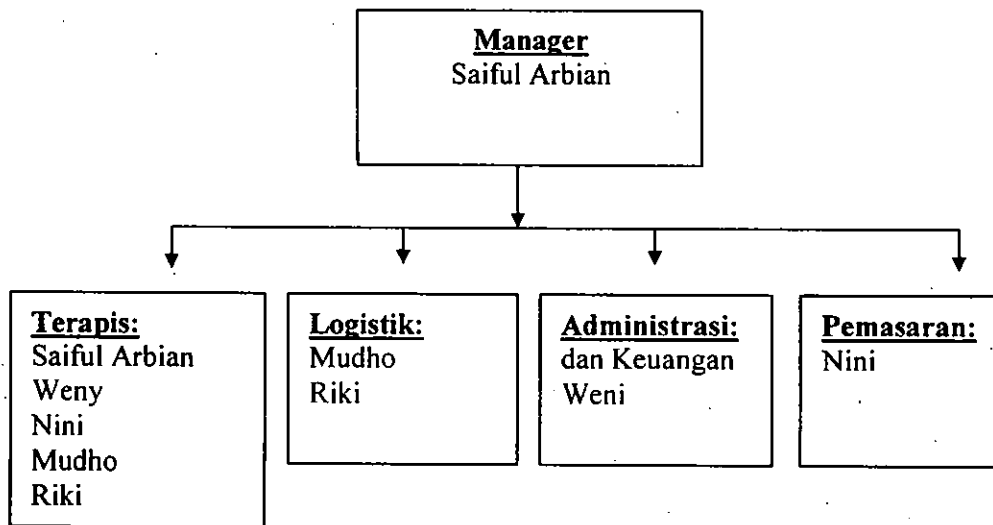 Manager
Saiful Arbian
Terapis:
Saiful Arbian
Weny
Nini
Mudho
Riki
Logistik:
Mudho
Riki
Administrasi:
dan Keuangan
Weni
Pemasaran:
Nini